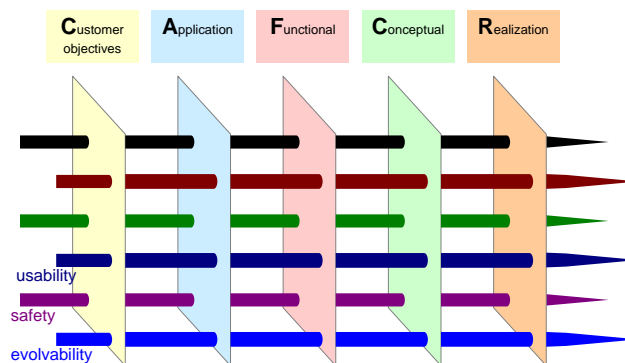 Customer
objectives
Application
Functional
Conceptual
Realization
usability
safety
evolvability